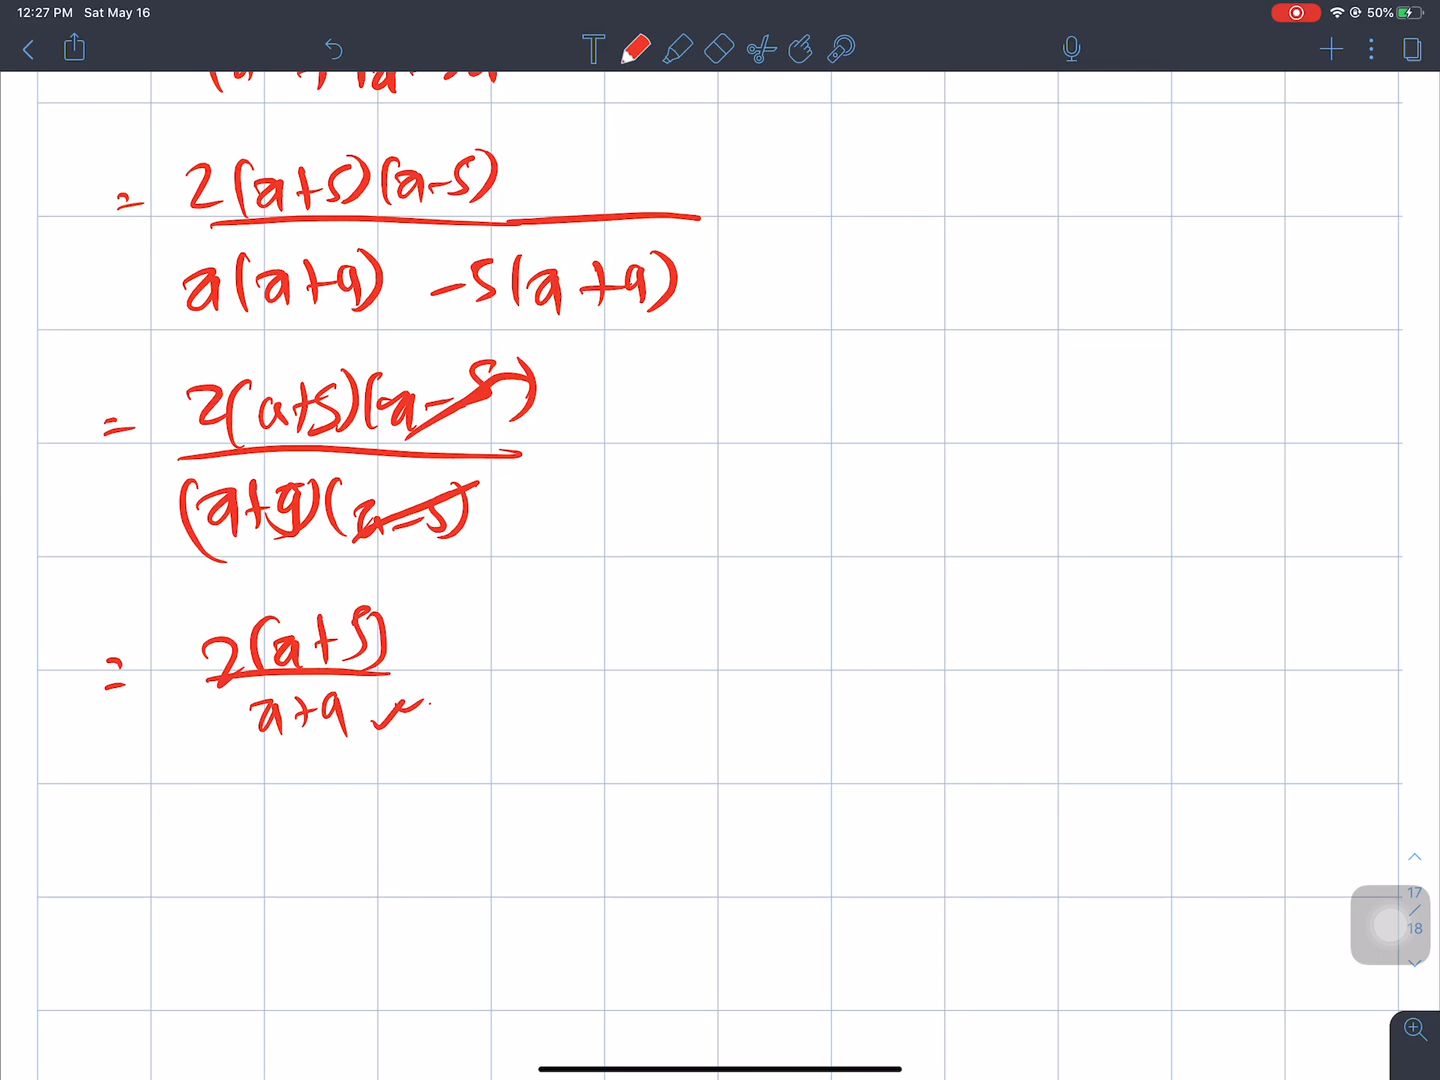 12:27 PM Sat May 16 50%
= 2(a+5)(a-5)
a(a+9) -5(a+9)
= 2(a+5)(a-5)
(a+9)(a-5)
= 2(a+5)
a+9
17
/
18